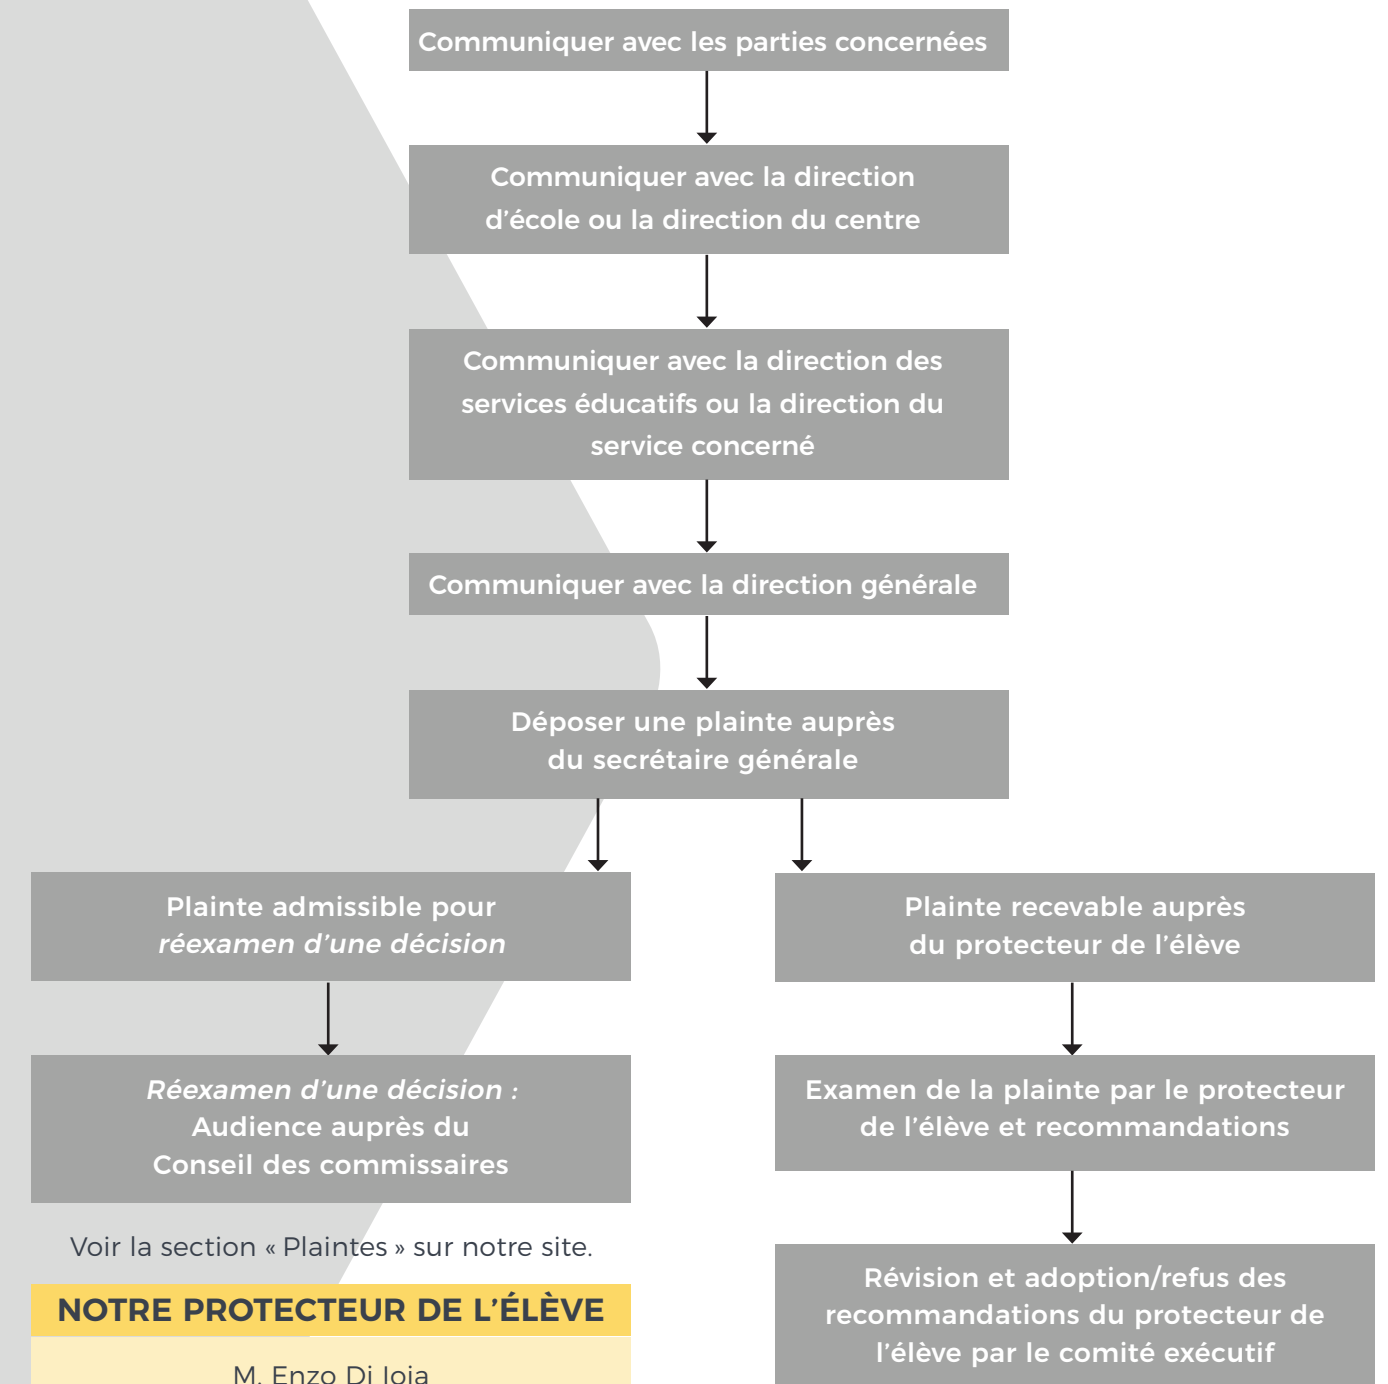 Communiquer avec les parties concernées
Communiquer avec la direction
d'école ou la direction du centre
Communiquer avec la direction des
services éducatifs ou la direction du
service concerné
Communiquer avec la direction générale
Déposer une plainte auprès
du secrétaire générale
Plainte admissible pour
réexamen d'une décision
Réexamen d'une décision :
Audience auprès du
Conseil des commissaires
Voir la section « Plaintes » sur notre site.
NOTRE PROTECTEUR DE L'ÉLÈVE
M. Enzo Di Ioia
Plainte recevable auprès
du protecteur de l'élève
Examen de la plainte par le protecteur
de l'élève et recommandations
Révision et adoption/refus des
recommandations du protecteur de
l'élève par le comité exécutif